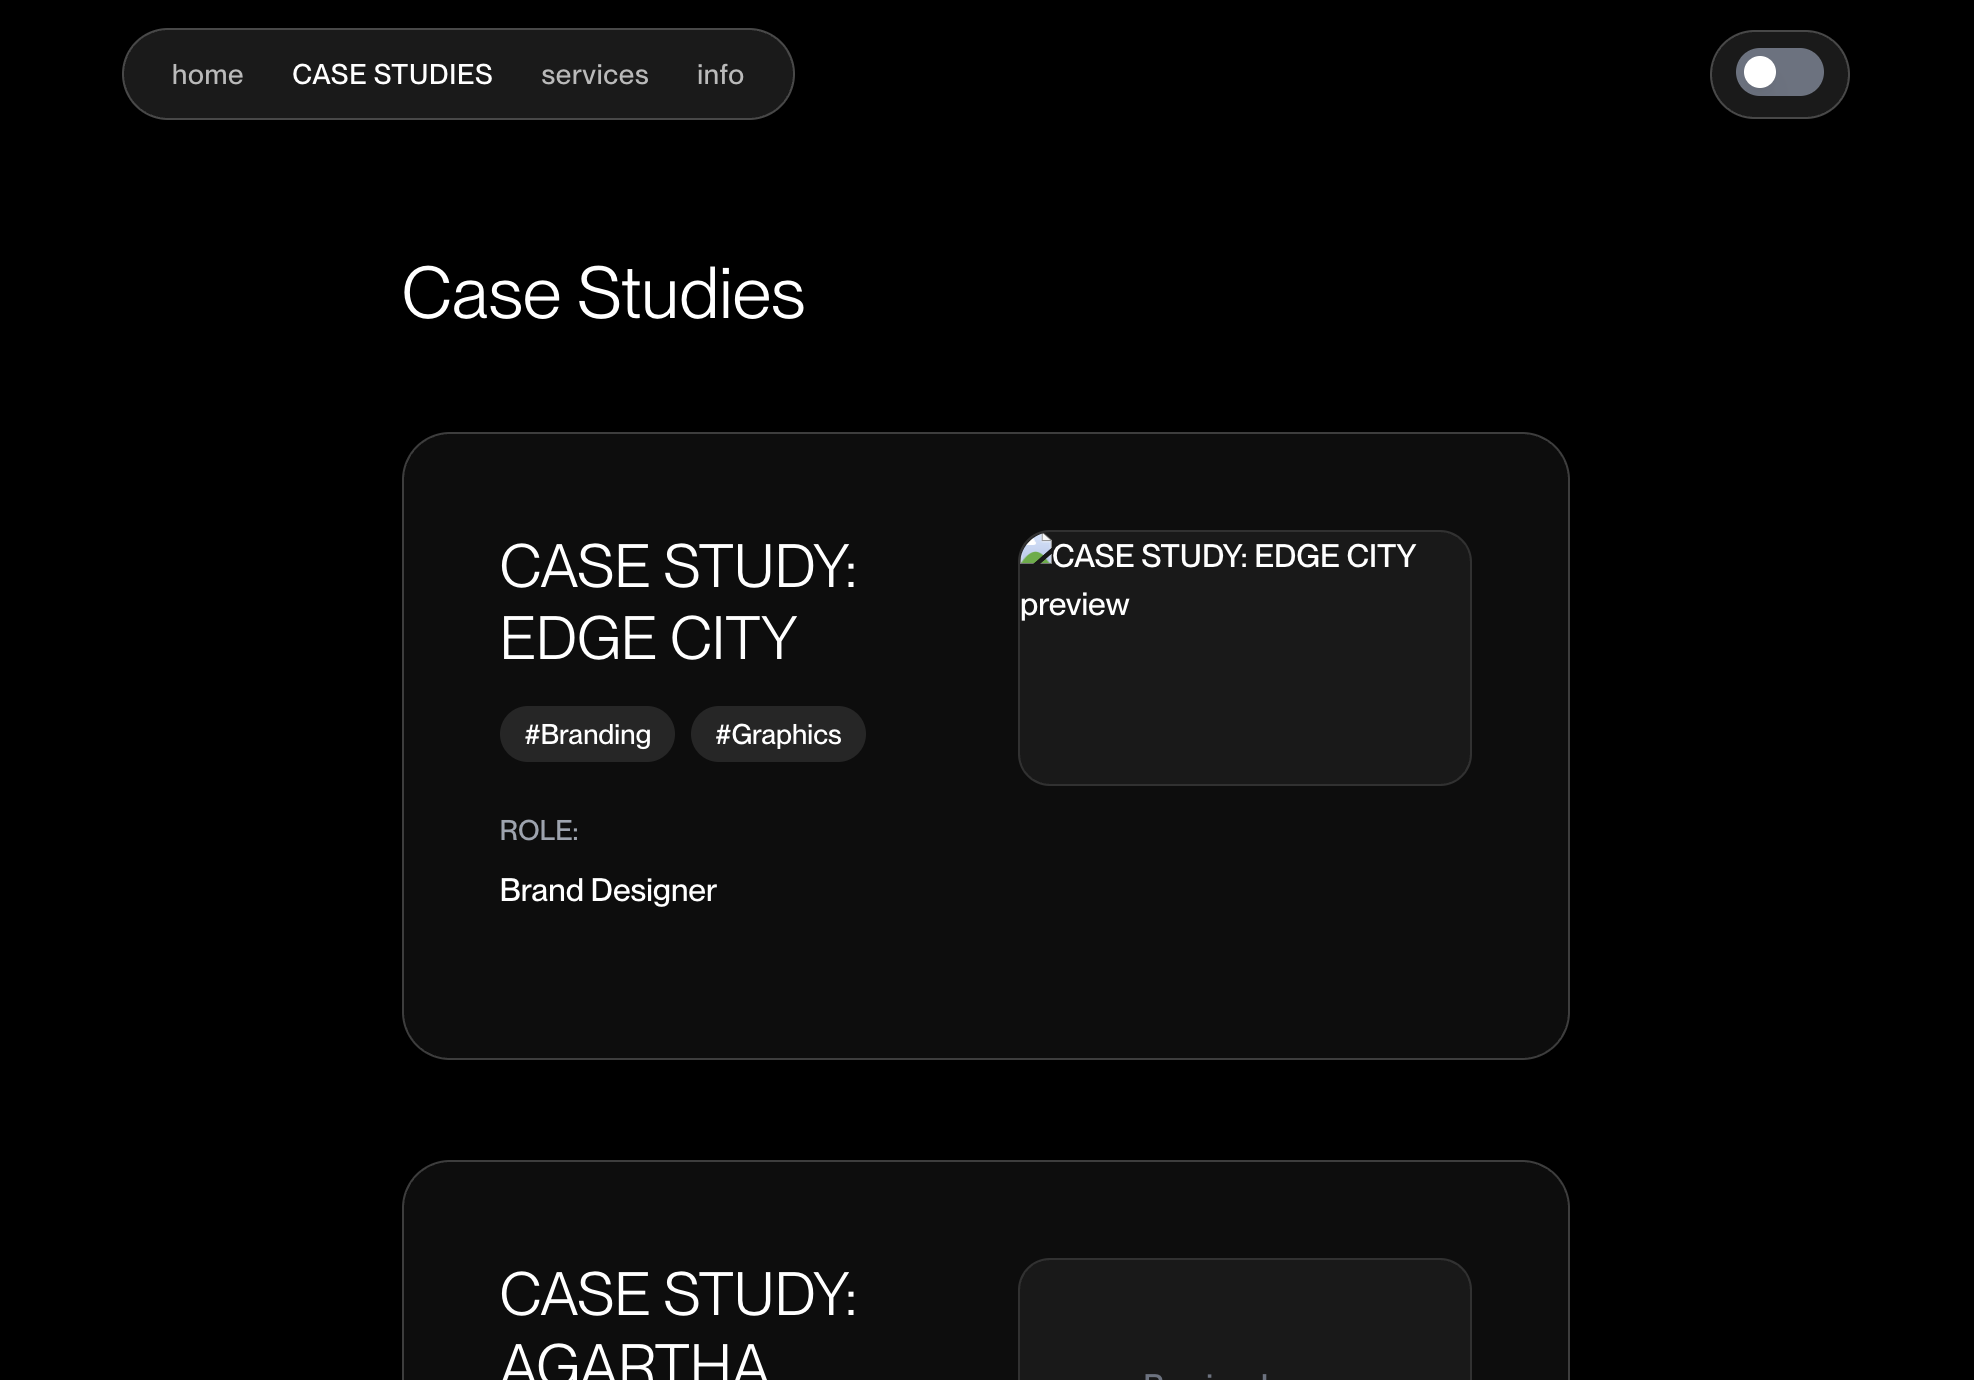 home CASE STUDIES services info
Case Studies
CASE STUDY:
EDGE CITY
#Branding #Graphics
ROLE:
Brand Designer
CASE STUDY: EDGE CITY
preview
CASE STUDY:
AGARTHA